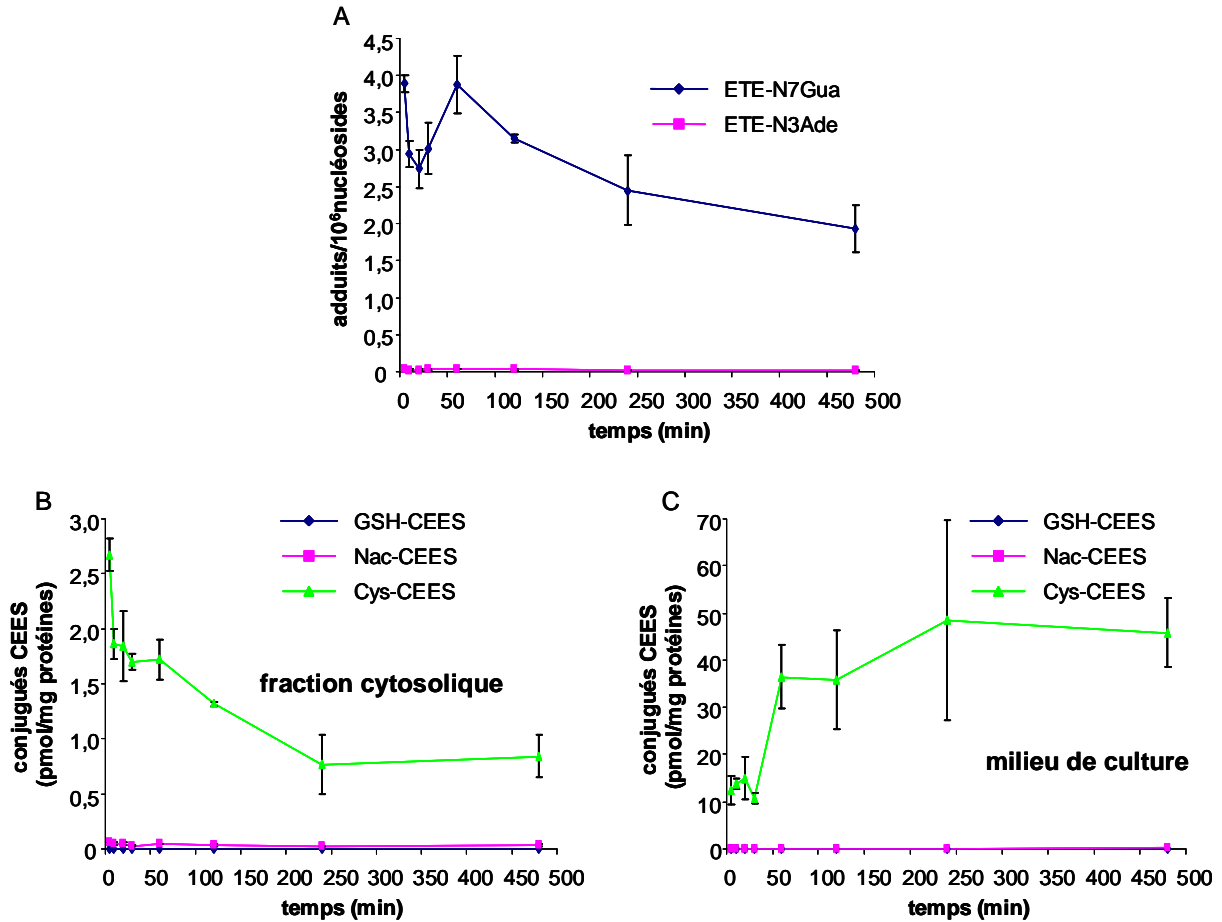 A
4,5
4,0
3,5
3,0
2,5
2,0
1,5
1,0
0,5
0
adduits/10⁶nucléosides
ETE-N7Gua
ETE-N3Ade
0 50 100 150 200 250 300 350 400 450 500
temps (min)
B
3,0
2,5
2,0
1,5
1,0
0,5
0
conjugués CEES
(pmol/mg protéines)
GSH-CEES
Nac-CEES
Cys-CEES
fraction cytosolique
0 50 100 150 200 250 300 350 400 450 500
temps (min)
C
70
60
50
40
30
20
10
0
conjugués CEES
(pmol/mg protéines)
GSH-CEES
Nac-CEES
Cys-CEES
milieu de culture
0 50 100 150 200 250 300 350 400 450 500
temps (min)